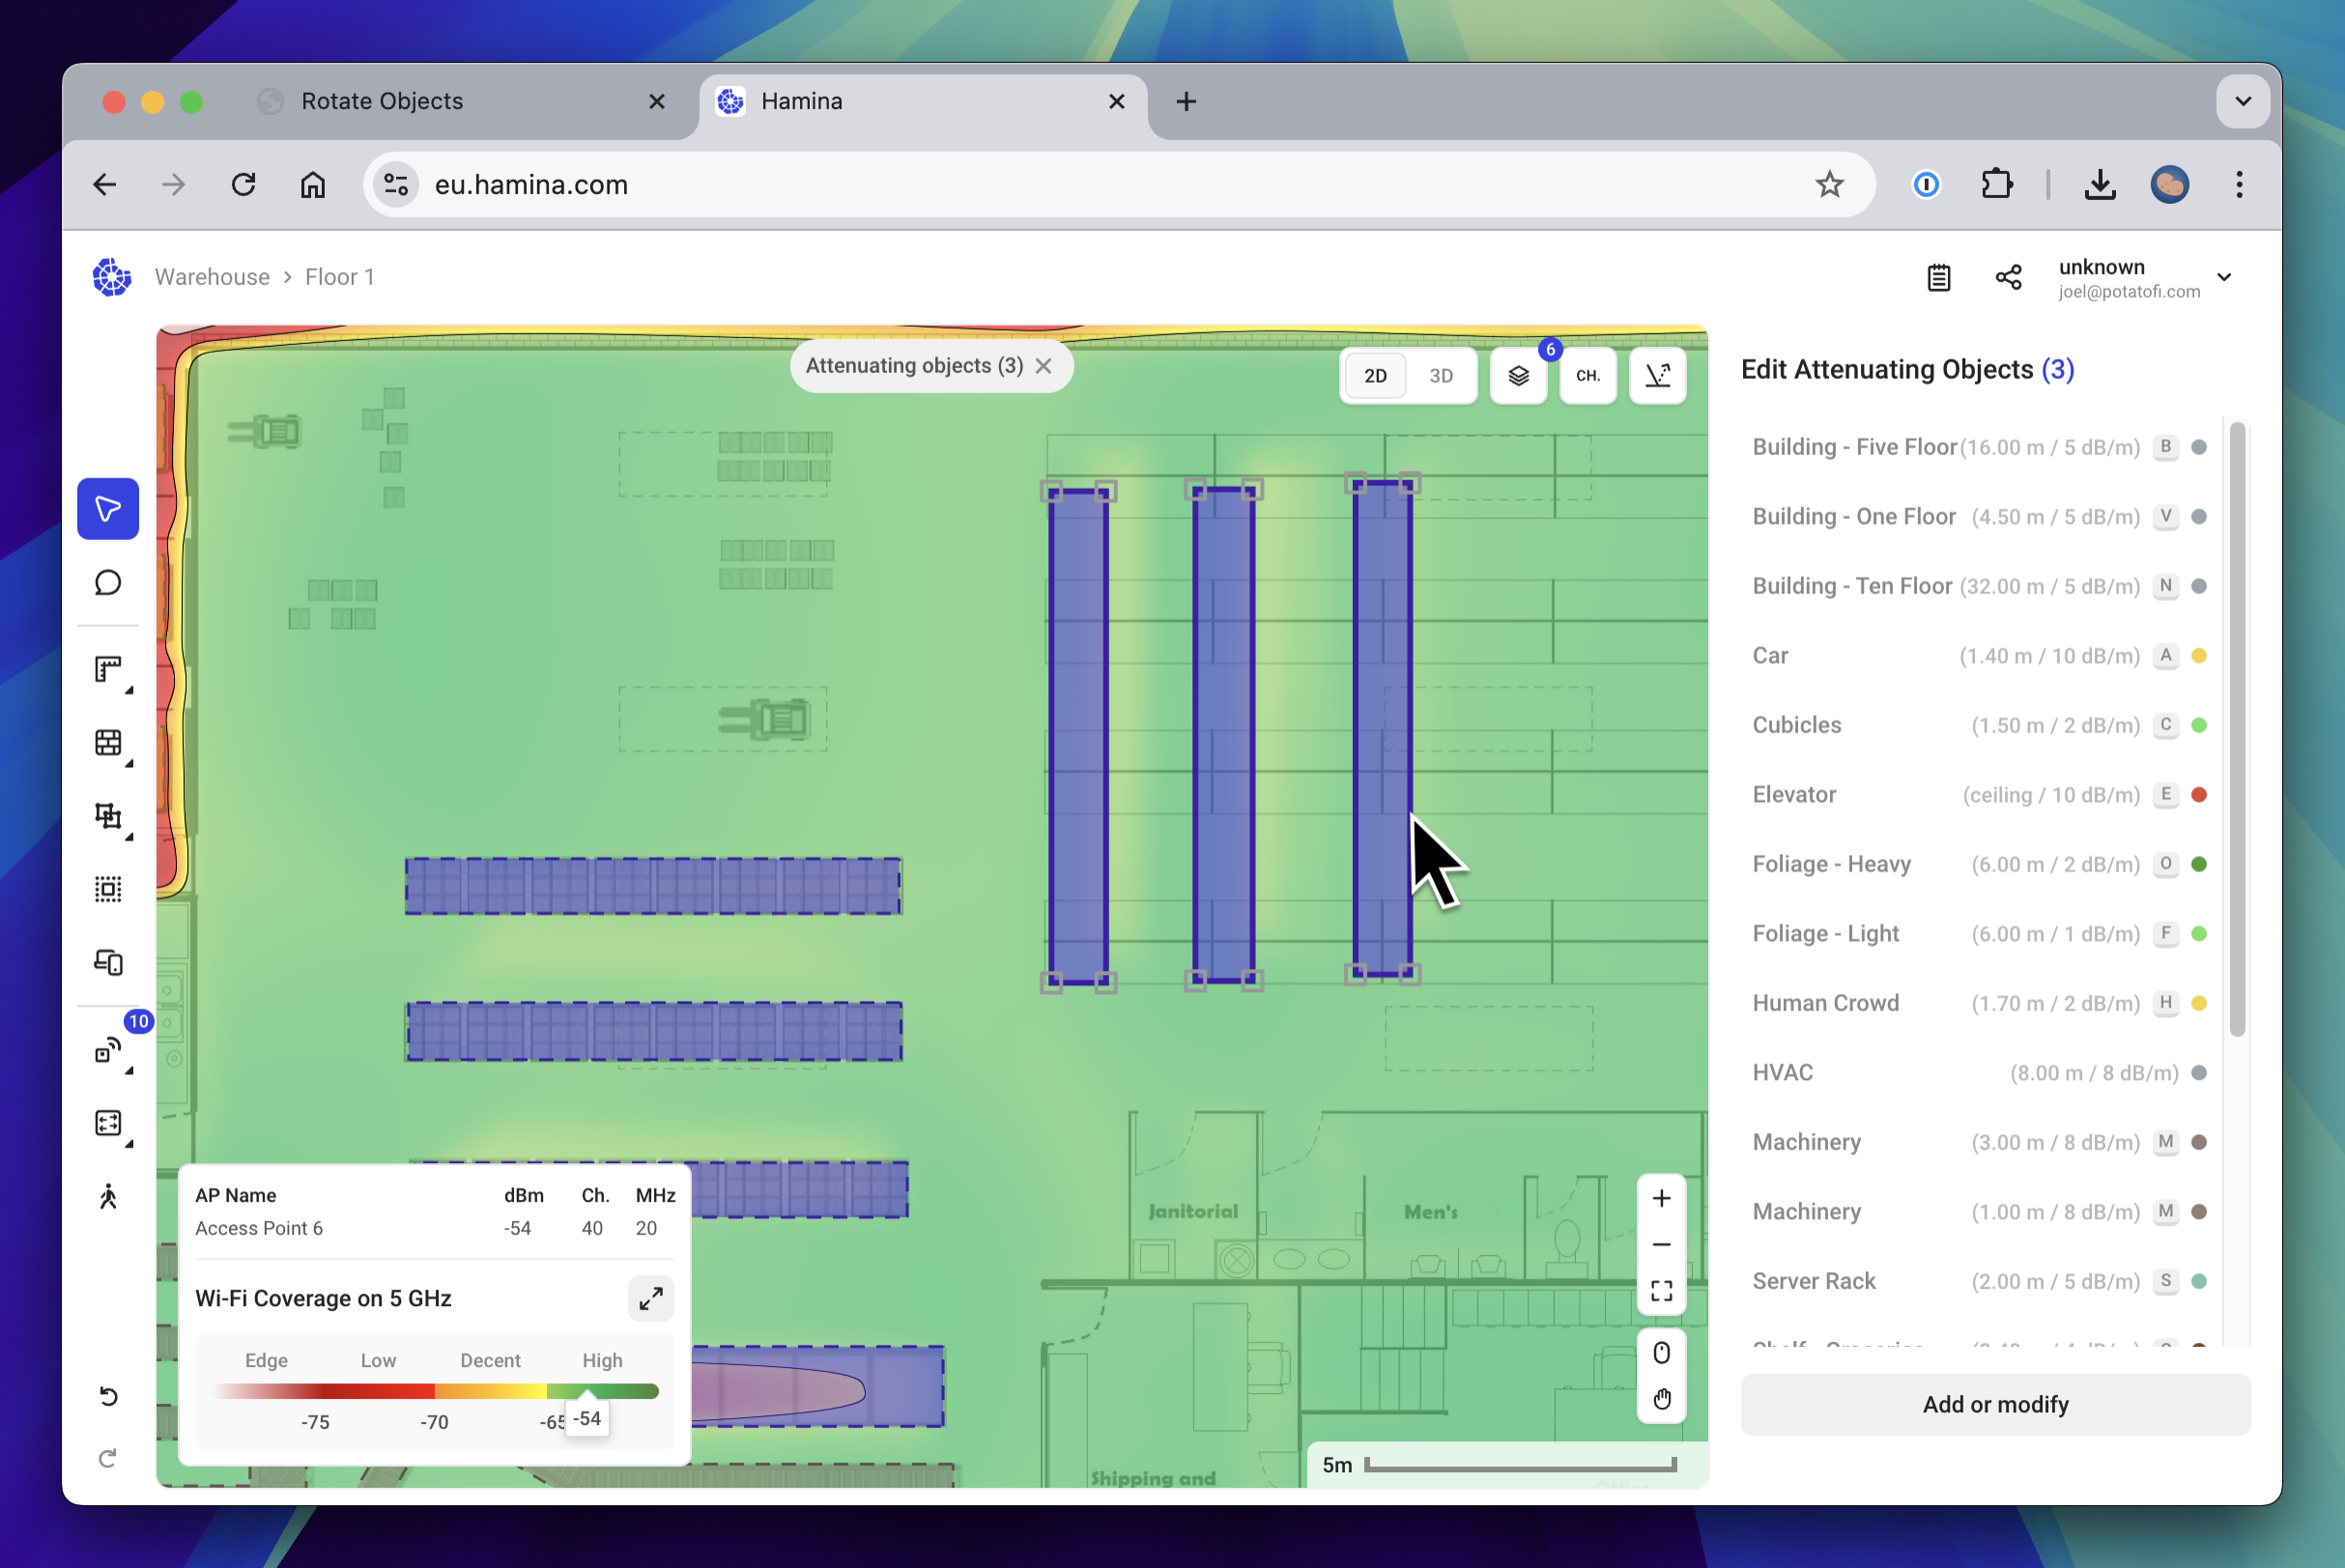 Rotate Objects
Hamina
eu.hamina.com
Warehouse > Floor 1
unknown
joel@potatofi.com
Attenuating objects (3)
2D 3D
6
CH.
Edit Attenuating Objects (3)
Building - Five Floor (16.00 m / 5 dB/m) B
Building - One Floor (4.50 m / 5 dB/m) V
Building - Ten Floor (32.00 m / 5 dB/m) N
Car (1.40 m / 10 dB/m) A
Cubicles (1.50 m / 2 dB/m) C
Elevator (ceiling / 10 dB/m) E
Foliage - Heavy (6.00 m / 2 dB/m) O
Foliage - Light (6.00 m / 1 dB/m) F
Human Crowd (1.70 m / 2 dB/m) H
HVAC (8.00 m / 8 dB/m)
Machinery (3.00 m / 8 dB/m) M
Machinery (1.00 m / 8 dB/m) M
Server Rack (2.00 m / 5 dB/m) S
Add or modify
10
Janitorial
Men's
Shipping and
5m
AP Name dBm Ch. MHz
Access Point 6 -54 40 20
Wi-Fi Coverage on 5 GHz
Edge Low Decent High
-75 -70 -65 -54